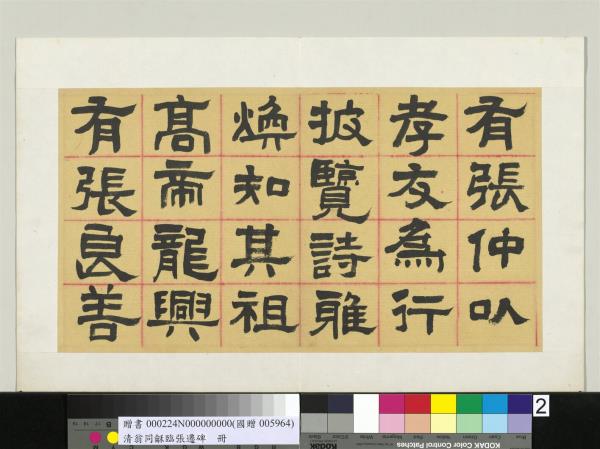 有張仲以
孝友為行
披覽詩雅
煥知其祖
高帝龍興
有張良善
贈書 000224N000000000(國贈 005964)
清翁同龢臨張遷碑 冊
2